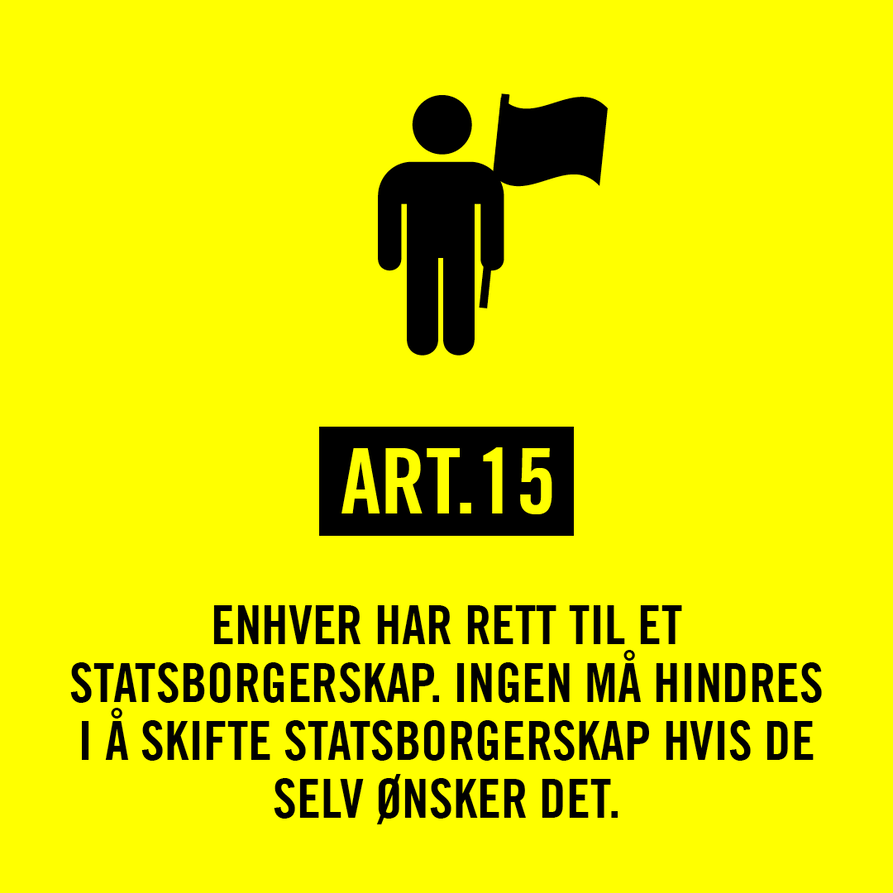 ART.15
ENHVER HAR RETT TIL ET
STATSBORGERSKAP. INGEN MÅ HINDRES
I Å SKIFTE STATSBORGERSKAP HVIS DE
SELV ØNSKER DET.